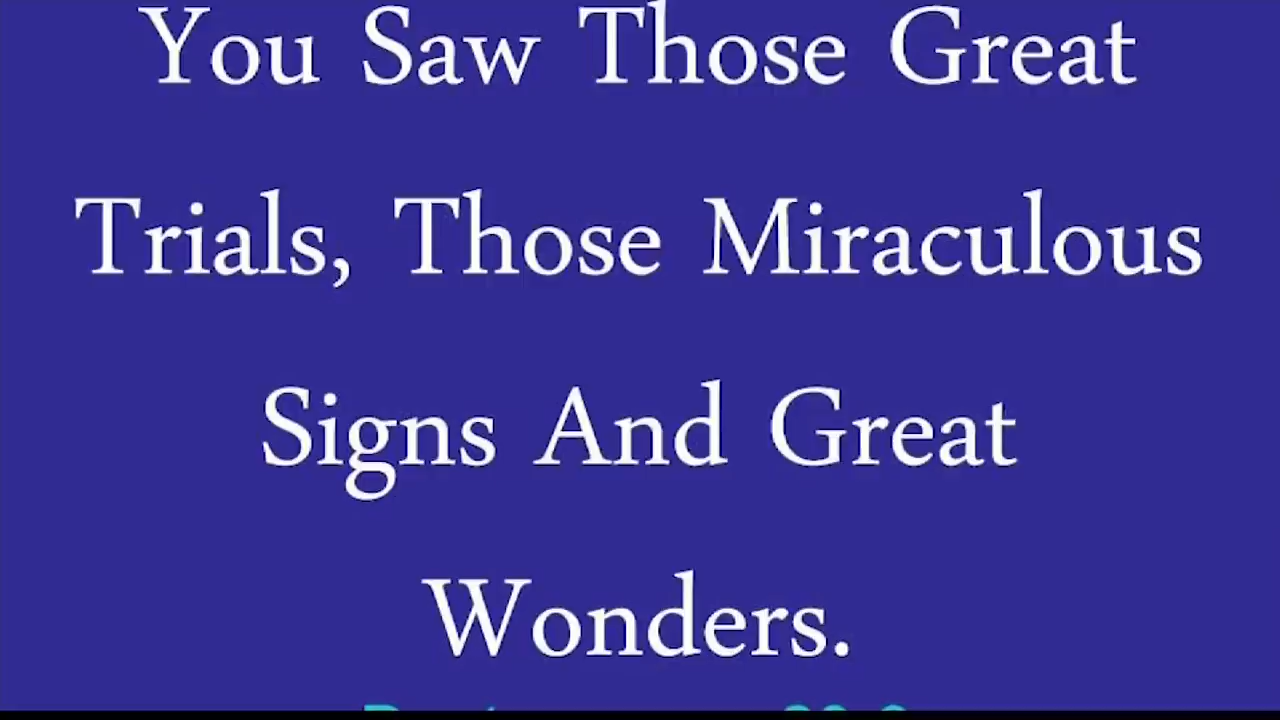 You Saw Those Great
Trials, Those Miraculous
Signs And Great
Wonders.